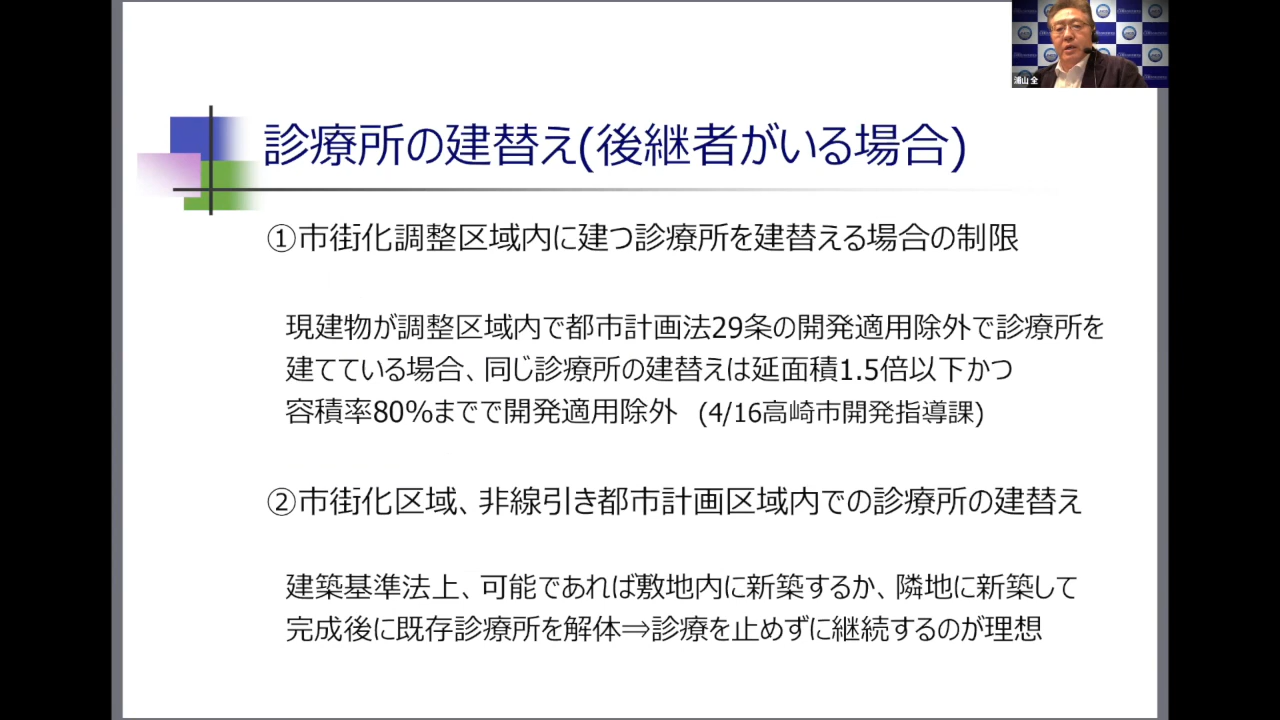 浦山 全
診療所の建替え(後継者がいる場合)
①市街化調整区域内に建つ診療所を建替える場合の制限
現建物が調整区域内で都市計画法29条の開発適用除外で診療所を
建てている場合、同じ診療所の建替えは延面積1.5倍以下かつ
容積率80%までで開発適用除外 (4/16高崎市開発指導課)
②市街化区域、非線引き都市計画区域内での診療所の建替え
建築基準法上、可能であれば敷地内に新築するか、隣地に新築して
完成後に既存診療所を解体⇒診療を止めずに継続するのが理想